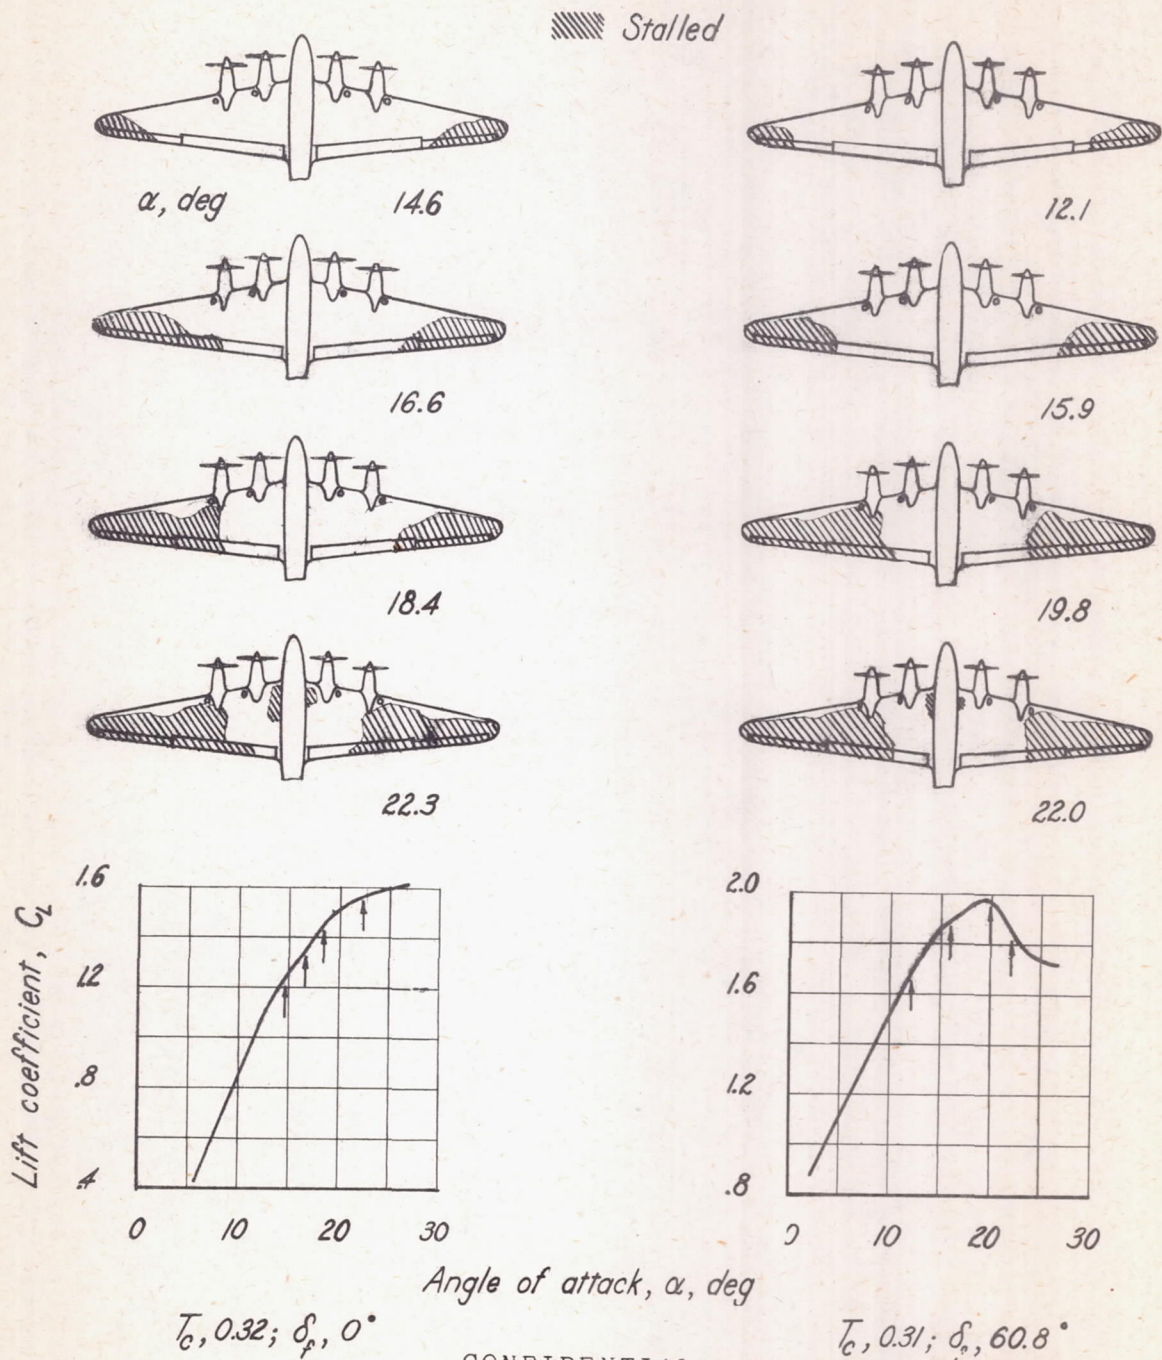 Stalled
α, deg 14.6
12.1
16.6
15.9
18.4
19.8
22.3
22.0
Lift coefficient, C_L
1.6
1.2
.8
.4
0 10 20 30
2.0
1.6
1.2
.8
0 10 20 30
Angle of attack, α, deg
T_c, 0.32; δ_f, 0°
T_c, 0.31; δ_f, 60.8°
CONFIDENTIAL